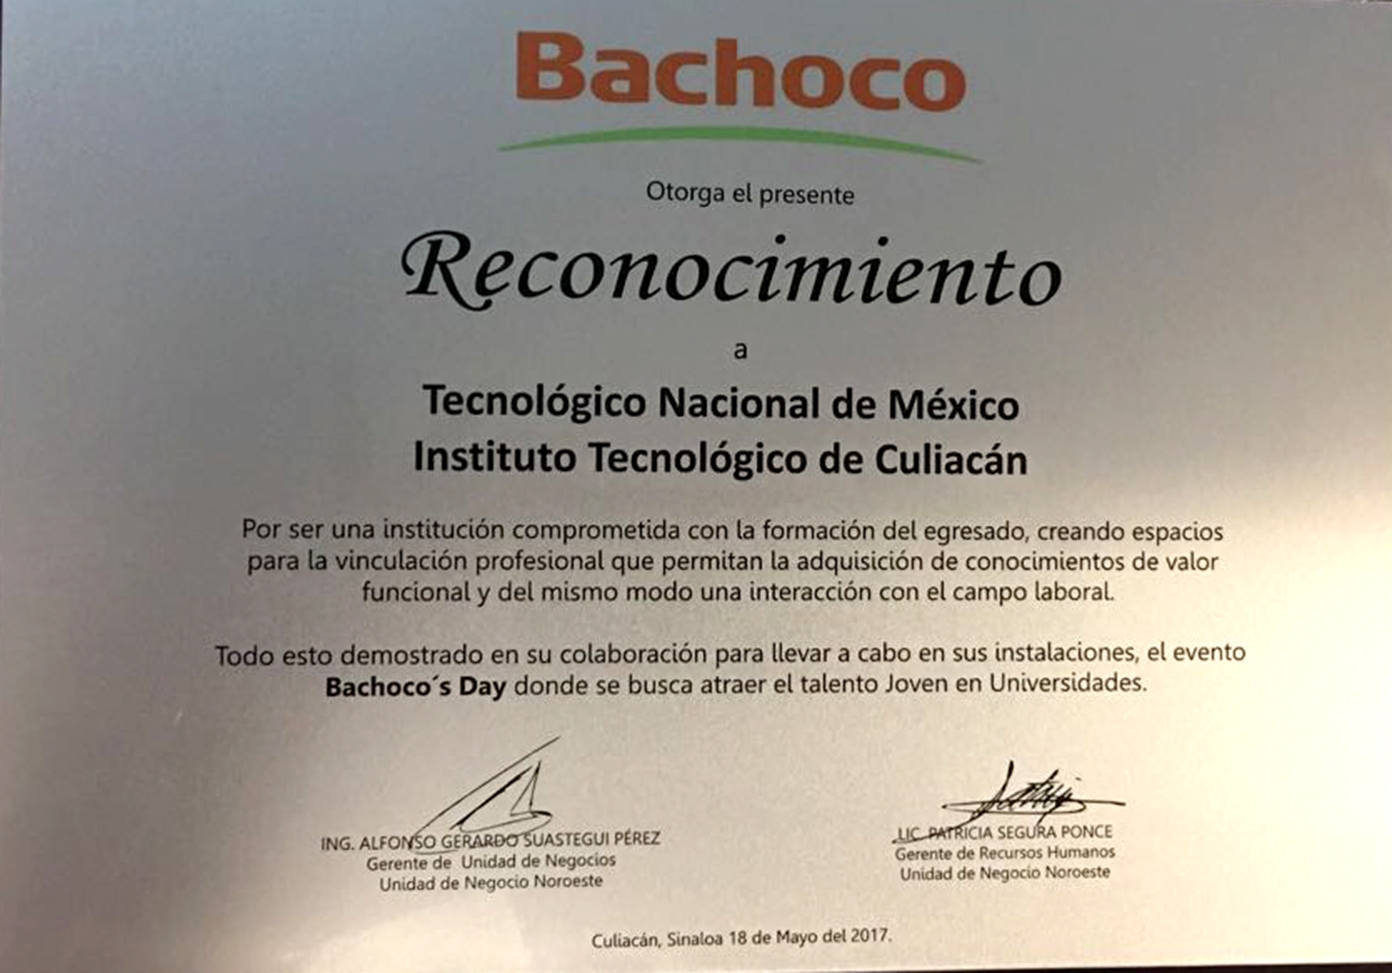 Bachoco
Otorga el presente
Reconocimiento
a
Tecnológico Nacional de México
Instituto Tecnológico de Culiacán
Por ser una institución comprometida con la formación del egresado, creando espacios
para la vinculación profesional que permitan la adquisición de conocimientos de valor
funcional y del mismo modo una interacción con el campo laboral.
Todo esto demostrado en su colaboración para llevar a cabo en sus instalaciones, el evento
Bachoco´s Day donde se busca atraer el talento Joven en Universidades.
ING. ALFONSO GERARDO SUASTEGUI PÉREZ
Gerente de Unidad de Negocios
Unidad de Negocio Noroeste
LIC. PATRICIA SEGURA PONCE
Gerente de Recursos Humanos
Unidad de Negocio Noroeste
Culiacán, Sinaloa 18 de Mayo del 2017.